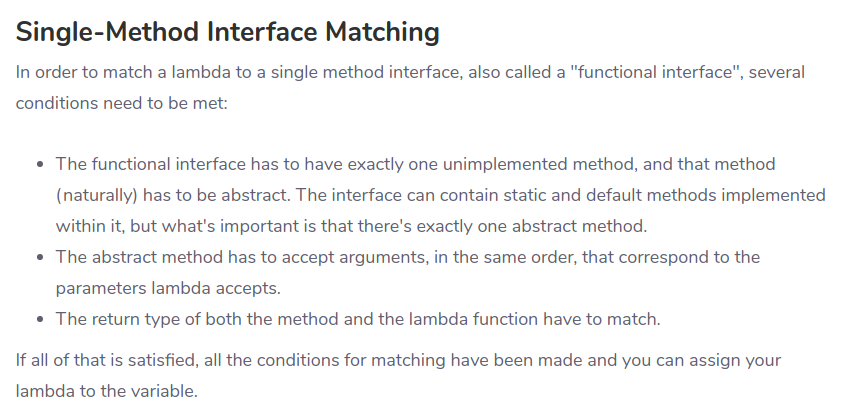 Single-Method Interface Matching
In order to match a lambda to a single method interface, also called a "functional interface", several
conditions need to be met:
• The functional interface has to have exactly one unimplemented method, and that method
(naturally) has to be abstract. The interface can contain static and default methods implemented
within it, but what's important is that there's exactly one abstract method.
• The abstract method has to accept arguments, in the same order, that correspond to the
parameters lambda accepts.
• The return type of both the method and the lambda function have to match.
If all of that is satisfied, all the conditions for matching have been made and you can assign your
lambda to the variable.